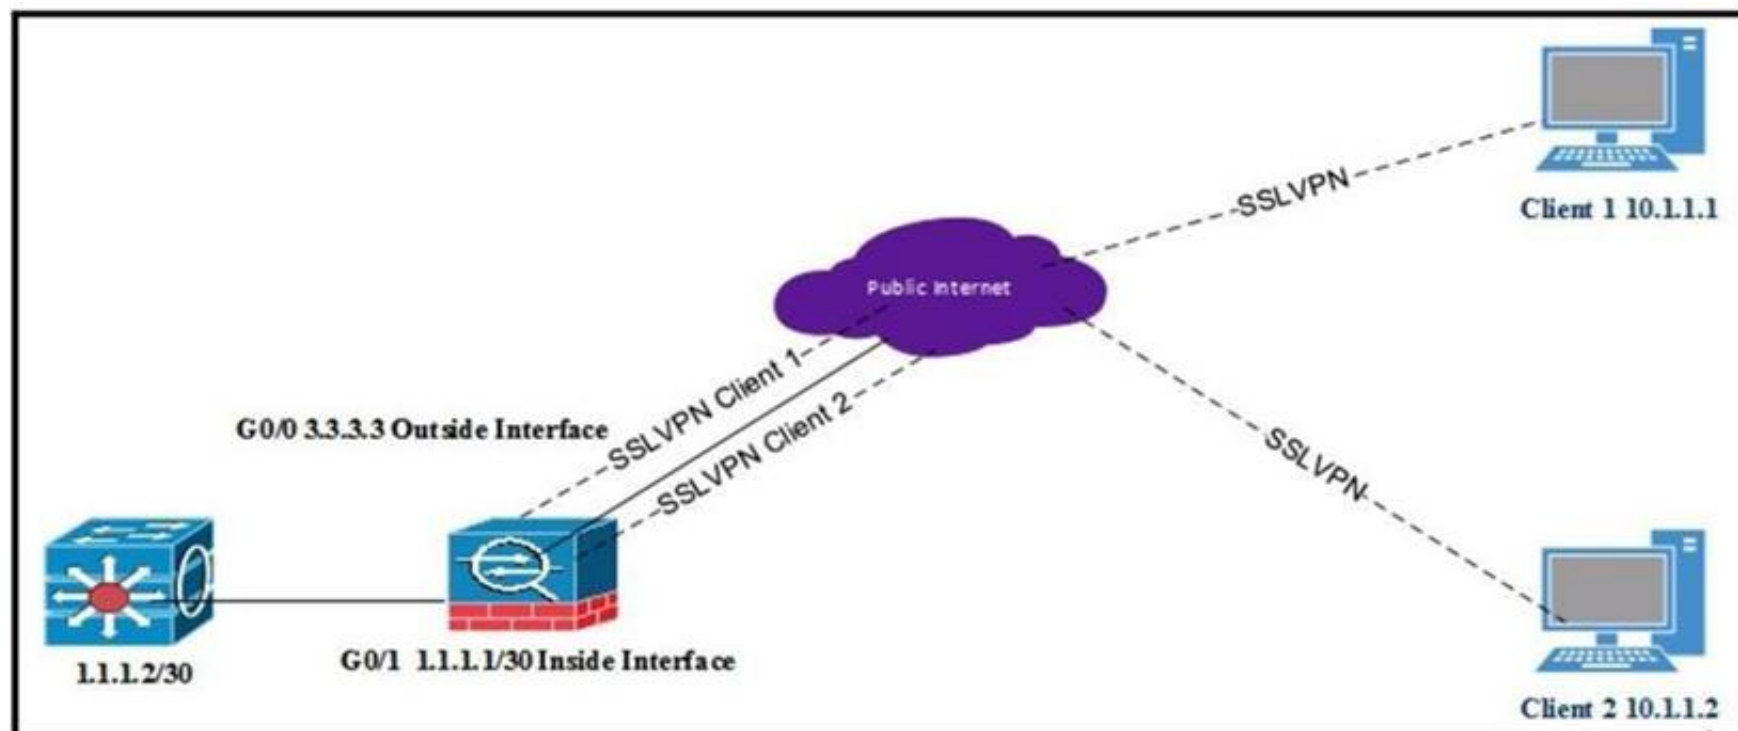 Client 1 10.1.1.1
SSLVPN
Public Internet
SSLVPN Client 1
G0/0 3.3.3.3 Outside Interface
SSLVPN Client 2
SSLVPN
1.1.1.2/30
G0/1 1.1.1.1/30 Inside Interface
Client 2 10.1.1.2